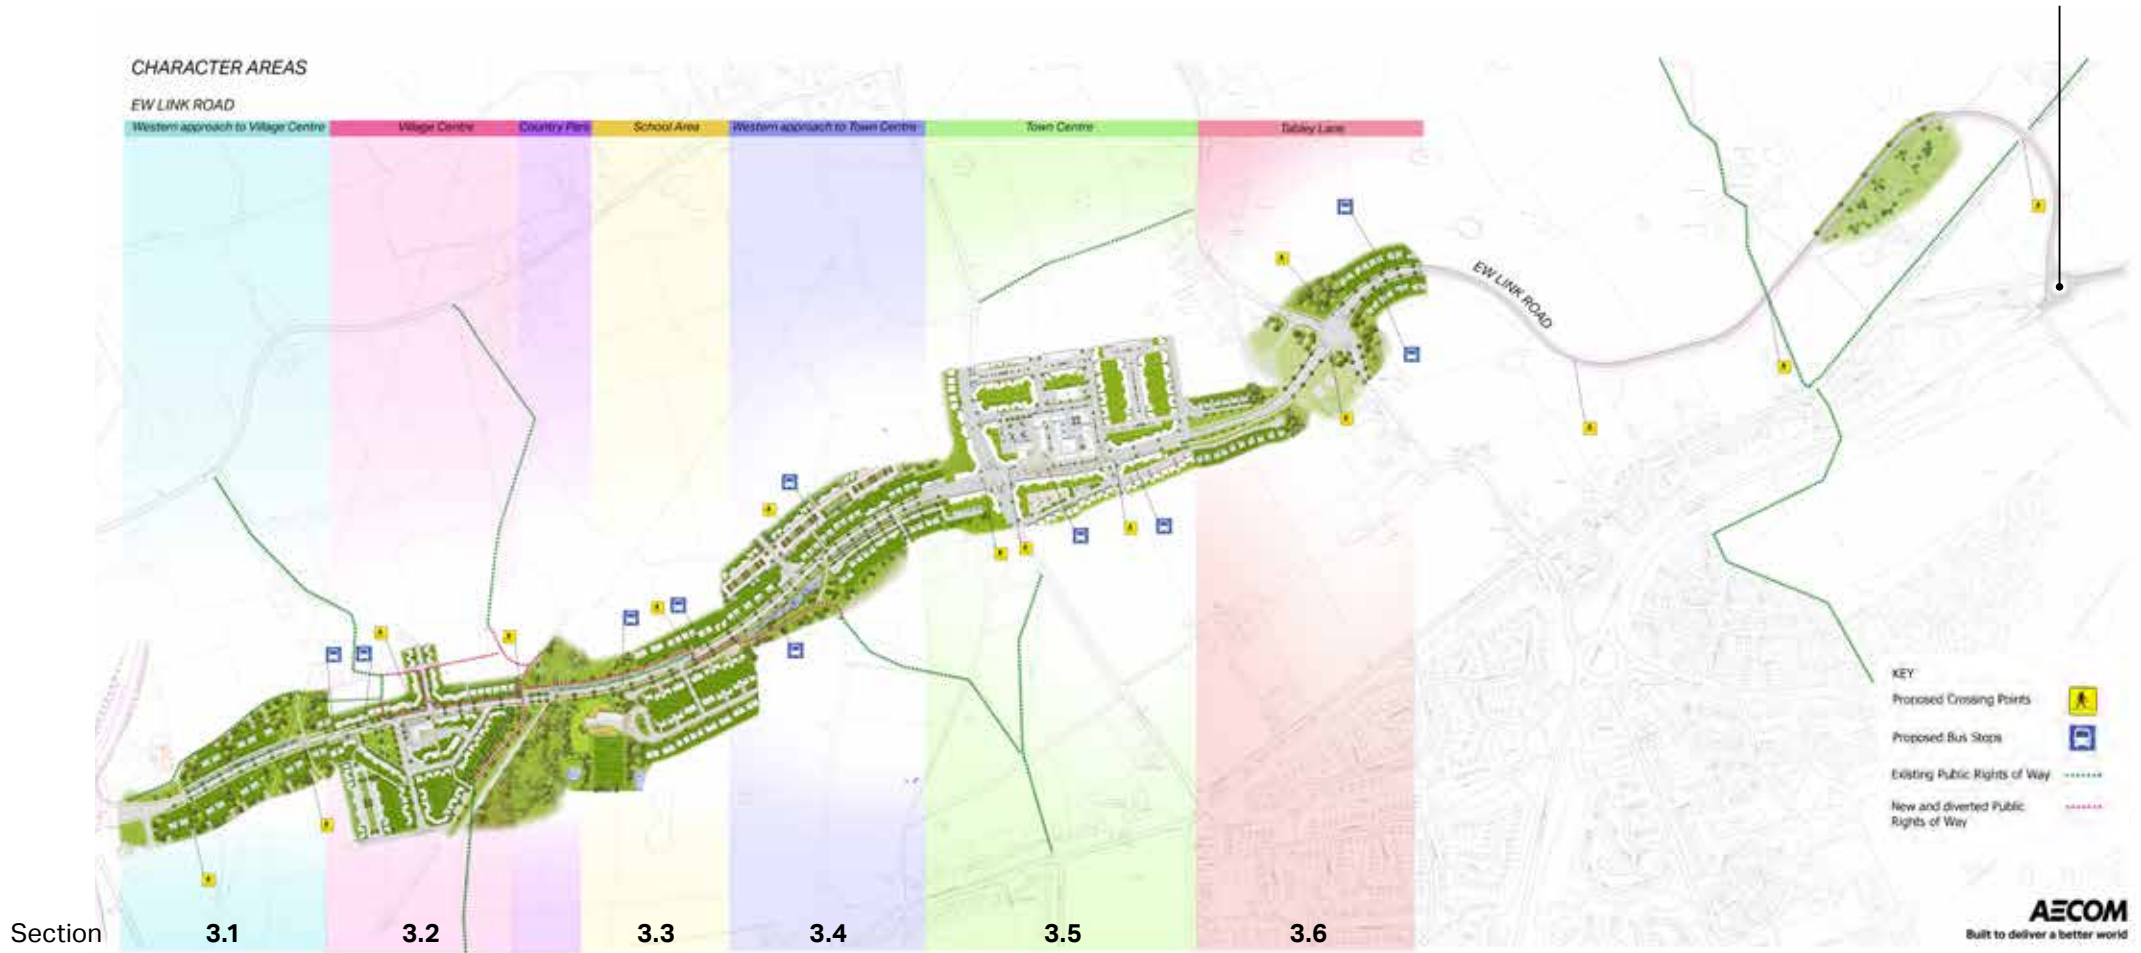 CHARACTER AREAS
EW LINK ROAD
Western approach to Village Centre
Village Centre
Country Park
School Area
Western approach to Town Centre
Town Centre
Tabley Lane
EW LINK ROAD
KEY
Proposed Crossing Points
Proposed Bus Stops
Existing Public Rights of Way
New and diverted Public
Rights of Way
Section 3.1 3.2 3.3 3.4 3.5 3.6
AECOM
Built to deliver a better world